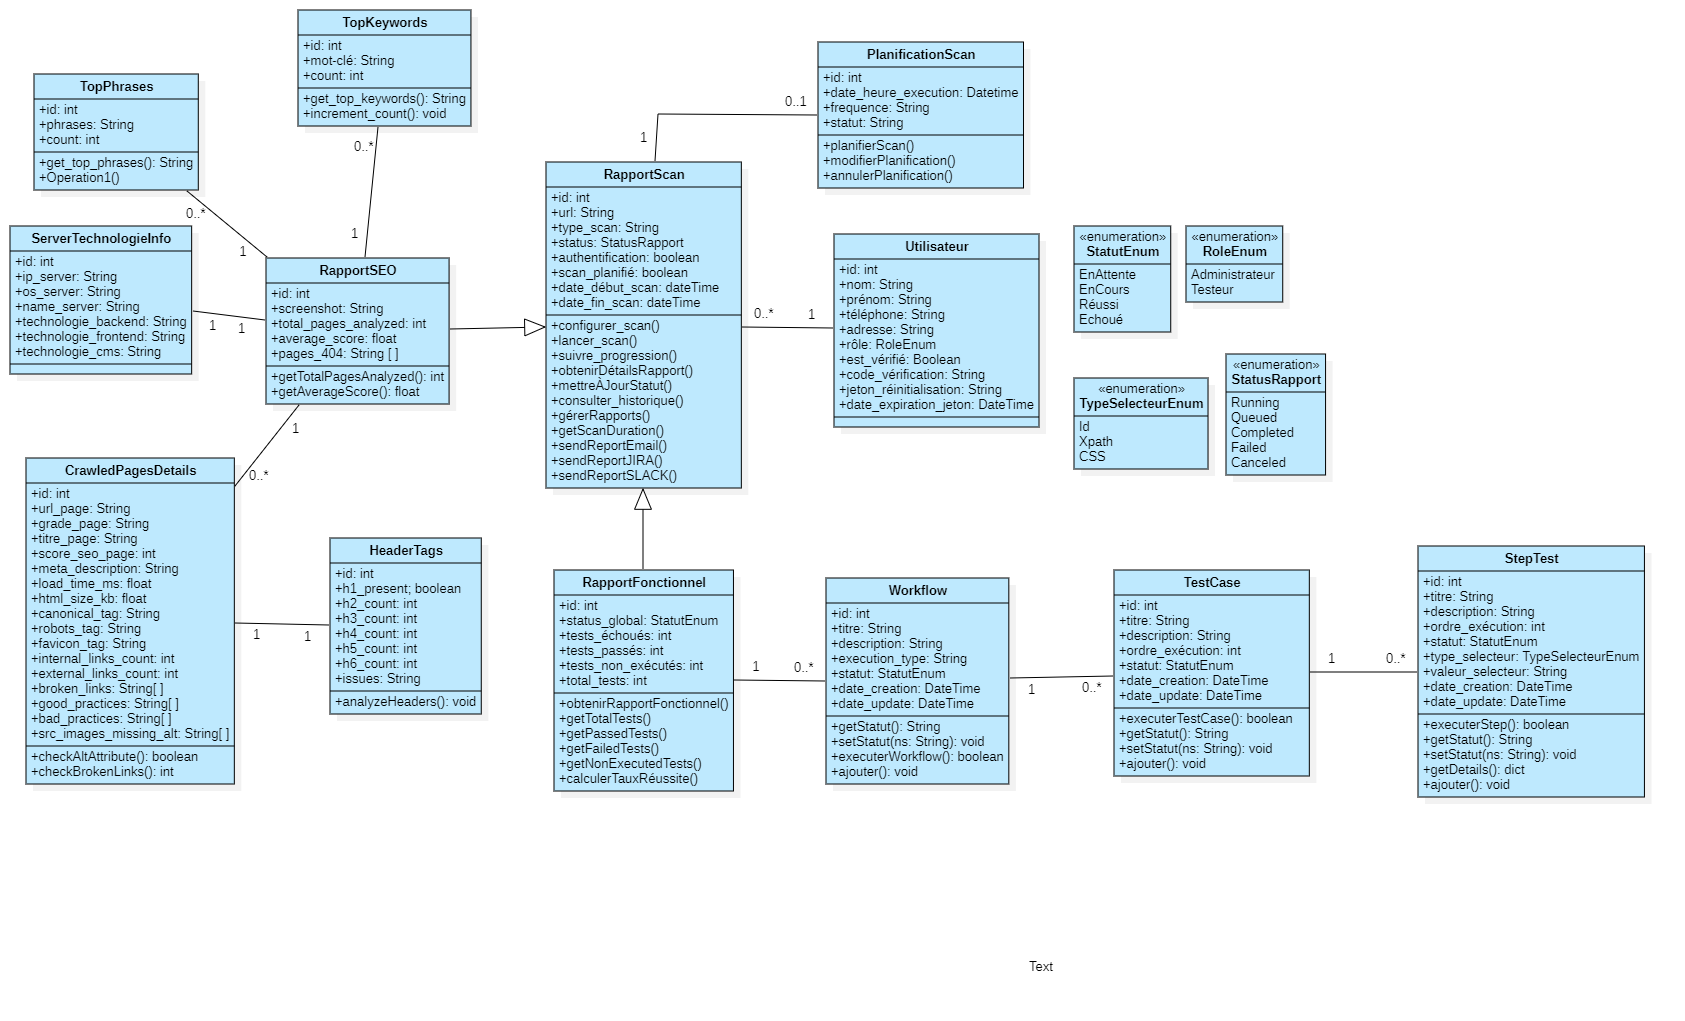 TopKeywords
+id: int
+mot-clé: String
+count: int
+get_top_keywords(): String
+increment_count(): void
0..*
1
TopPhrases
+id: int
+phrases: String
+count: int
+get_top_phrases(): String
+Operation1()
0..*
1
ServerTechnologieInfo
+id: int
+ip_server: String
+os_server: String
+name_server: String
+technologie_backend: String
+technologie_frontend: String
+technologie_cms: String
1
1
RapportSEO
+id: int
+screenshot: String
+total_pages_analyzed: int
+average_score: float
+pages_404: String [ ]
+getTotalPagesAnalyzed(): int
+getAverageScore(): float
1
0..*
CrawledPagesDetails
+id: int
+url_page: String
+grade_page: String
+titre_page: String
+score_seo_page: int
+meta_description: String
+load_time_ms: float
+html_size_kb: float
+canonical_tag: String
+robots_tag: String
+favicon_tag: String
+internal_links_count: int
+external_links_count: int
+broken_links: String[ ]
+good_practices: String[ ]
+bad_practices: String[ ]
+src_images_missing_alt: String[ ]
+checkAltAttribute(): boolean
+checkBrokenLinks(): int
1
1
HeaderTags
+id: int
+h1_present; boolean
+h2_count: int
+h3_count: int
+h4_count: int
+h5_count: int
+h6_count: int
+issues: String
+analyzeHeaders(): void
PlanificationScan
+id: int
+date_heure_execution: Datetime
+frequence: String
+statut: String
+planifierScan()
+modifierPlanification()
+annulerPlanification()
0..1
1
RapportScan
+id: int
+url: String
+type_scan: String
+status: StatusRapport
+authentification: boolean
+scan_planifié: boolean
+date_début_scan: dateTime
+date_fin_scan: dateTime
+configurer_scan()
+lancer_scan()
+suivre_progression()
+obtenirDétailsRapport()
+mettreÀJourStatut()
+consulter_historique()
+gérerRapports()
+getScanDuration()
+sendReportEmail()
+sendReportJIRA()
+sendReportSLACK()
0..*
1
Utilisateur
+id: int
+nom: String
+prénom: String
+téléphone: String
+adresse: String
+rôle: RoleEnum
+est_vérifié: Boolean
+code_vérification: String
+jeton_réinitialisation: String
+date_expiration_jeton: DateTime
«enumeration»
StatutEnum
EnAttente
EnCours
Réussi
Echoué
«enumeration»
RoleEnum
Administrateur
Testeur
«enumeration»
TypeSelecteurEnum
Id
Xpath
CSS
«enumeration»
StatusRapport
Running
Queued
Completed
Failed
Canceled
RapportFonctionnel
+id: int
+status_global: StatutEnum
+tests_échoués: int
+tests_passés: int
+tests_non_exécutés: int
+total_tests: int
+obtenirRapportFonctionnel()
+getTotalTests()
+getPassedTests()
+getFailedTests()
+getNonExecutedTests()
+calculerTauxRéussite()
1
0..*
Workflow
+id: int
+titre: String
+description: String
+execution_type: String
+statut: StatutEnum
+date_creation: DateTime
+date_update: DateTime
+getStatut(): String
+setStatut(ns: String): void
+executerWorkflow(): boolean
+ajouter(): void
1
0..*
TestCase
+id: int
+titre: String
+description: String
+ordre_exécution: int
+statut: StatutEnum
+date_creation: DateTime
+date_update: DateTime
+executerTestCase(): boolean
+getStatut(): String
+setStatut(ns: String): void
+ajouter(): void
1
0..*
StepTest
+id: int
+titre: String
+description: String
+ordre_exécution: int
+statut: StatutEnum
+type_selecteur: TypeSelecteurEnum
+valeur_selecteur: String
+date_creation: DateTime
+date_update: DateTime
+executerStep(): boolean
+getStatut(): String
+setStatut(ns: String): void
+getDetails(): dict
+ajouter(): void
Text